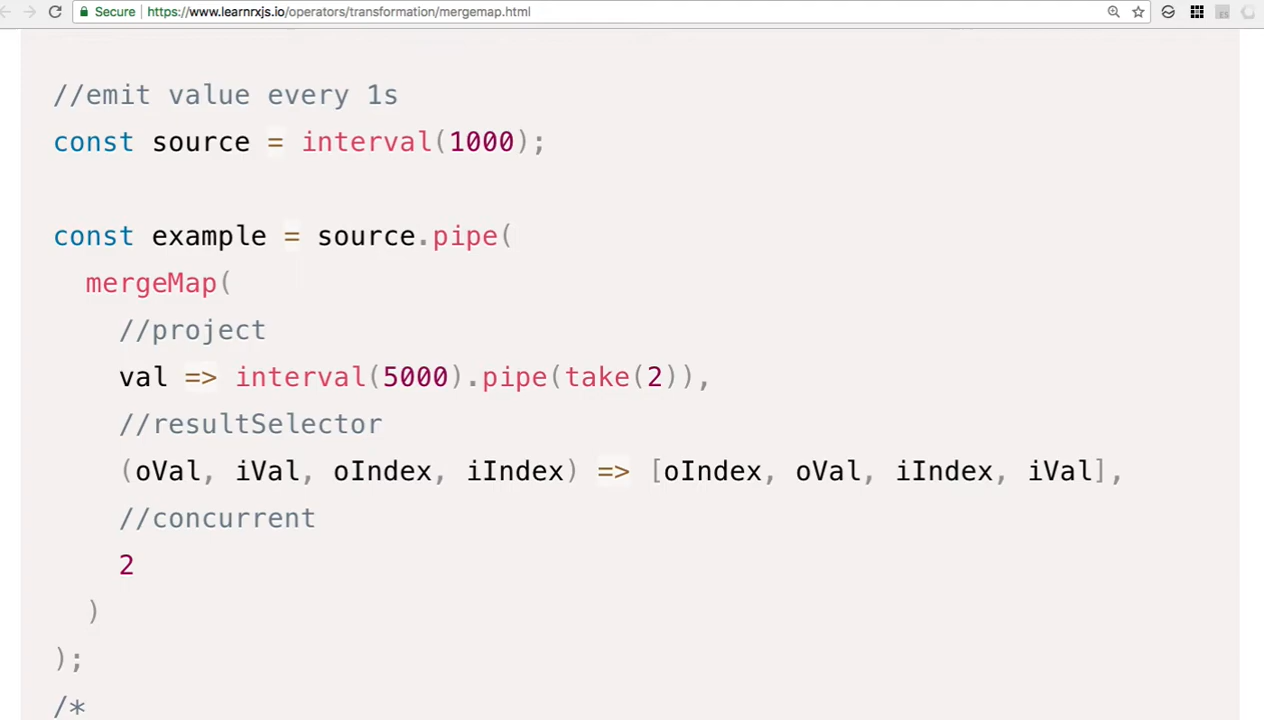 Secure https://www.learnrxjs.io/operators/transformation/mergemap.html
//emit value every 1s
const source = interval(1000);
const example = source.pipe(
mergeMap(
//project
val => interval(5000).pipe(take(2)),
//resultSelector
(oVal, iVal, oIndex, iIndex) => [oIndex, oVal, iIndex, iVal],
//concurrent
2
)
);
/*